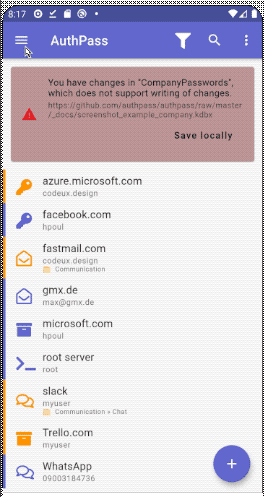 8:17
AuthPass
You have changes in "CompanyPasswords",
which does not support writing of changes.
https://github.com/authpass/authpass/raw/master
/_docs/screenshot_example_company.kdbx
Save locally
azure.microsoft.com
codeux.design
facebook.com
hpoul
fastmail.com
codeux.design
Communication
gmx.de
max@gmx.de
microsoft.com
hpoul
root server
root
slack
myuser
Communication » Chat
Trello.com
myuser
WhatsApp
09003184736